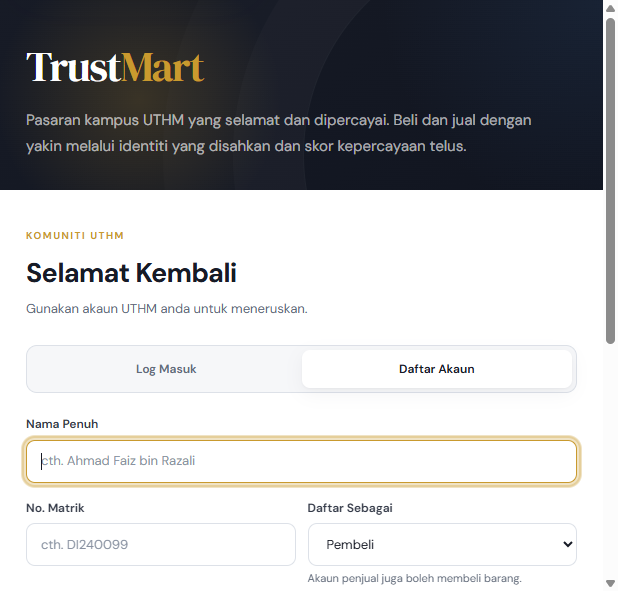 TrustMart
Pasaran kampus UTHM yang selamat dan dipercayai. Beli dan jual dengan
yakin melalui identiti yang disahkan dan skor kepercayaan telus.
KOMUNITI UTHM
Selamat Kembali
Gunakan akaun UTHM anda untuk meneruskan.
Log Masuk
Daftar Akaun
Nama Penuh
cth. Ahmad Faiz bin Razali
No. Matrik
Daftar Sebagai
cth. DI240099
Pembeli
Akaun penjual juga boleh membeli barang.